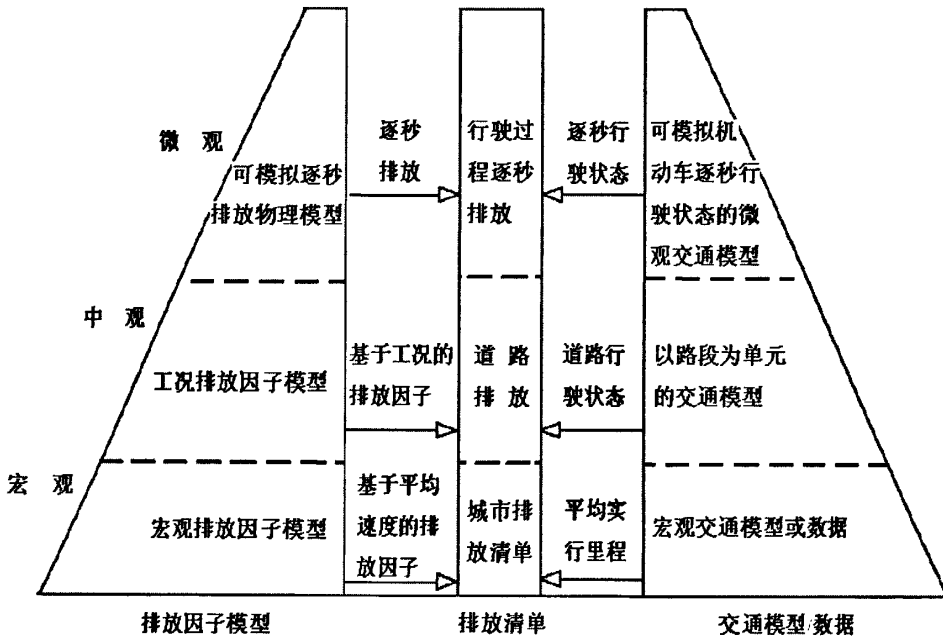 微 观
可模拟逐秒
排放物理模型
逐秒
排放
行驶过
程逐秒
排放
逐秒行
驶状态
可模拟机
动车逐秒行
驶状态的微
观交通模型
中 观
工况排放因子模型
基于工况的
排放因子
道 路
排 放
道路行
驶状态
以路段为单元
的交通模型
宏 观
宏观排放因子模型
基于平均
速度的排
放因子
城市排
放清单
平均实
行里程
宏观交通模型或数据
排放因子模型
排放清单
交通模型/数据